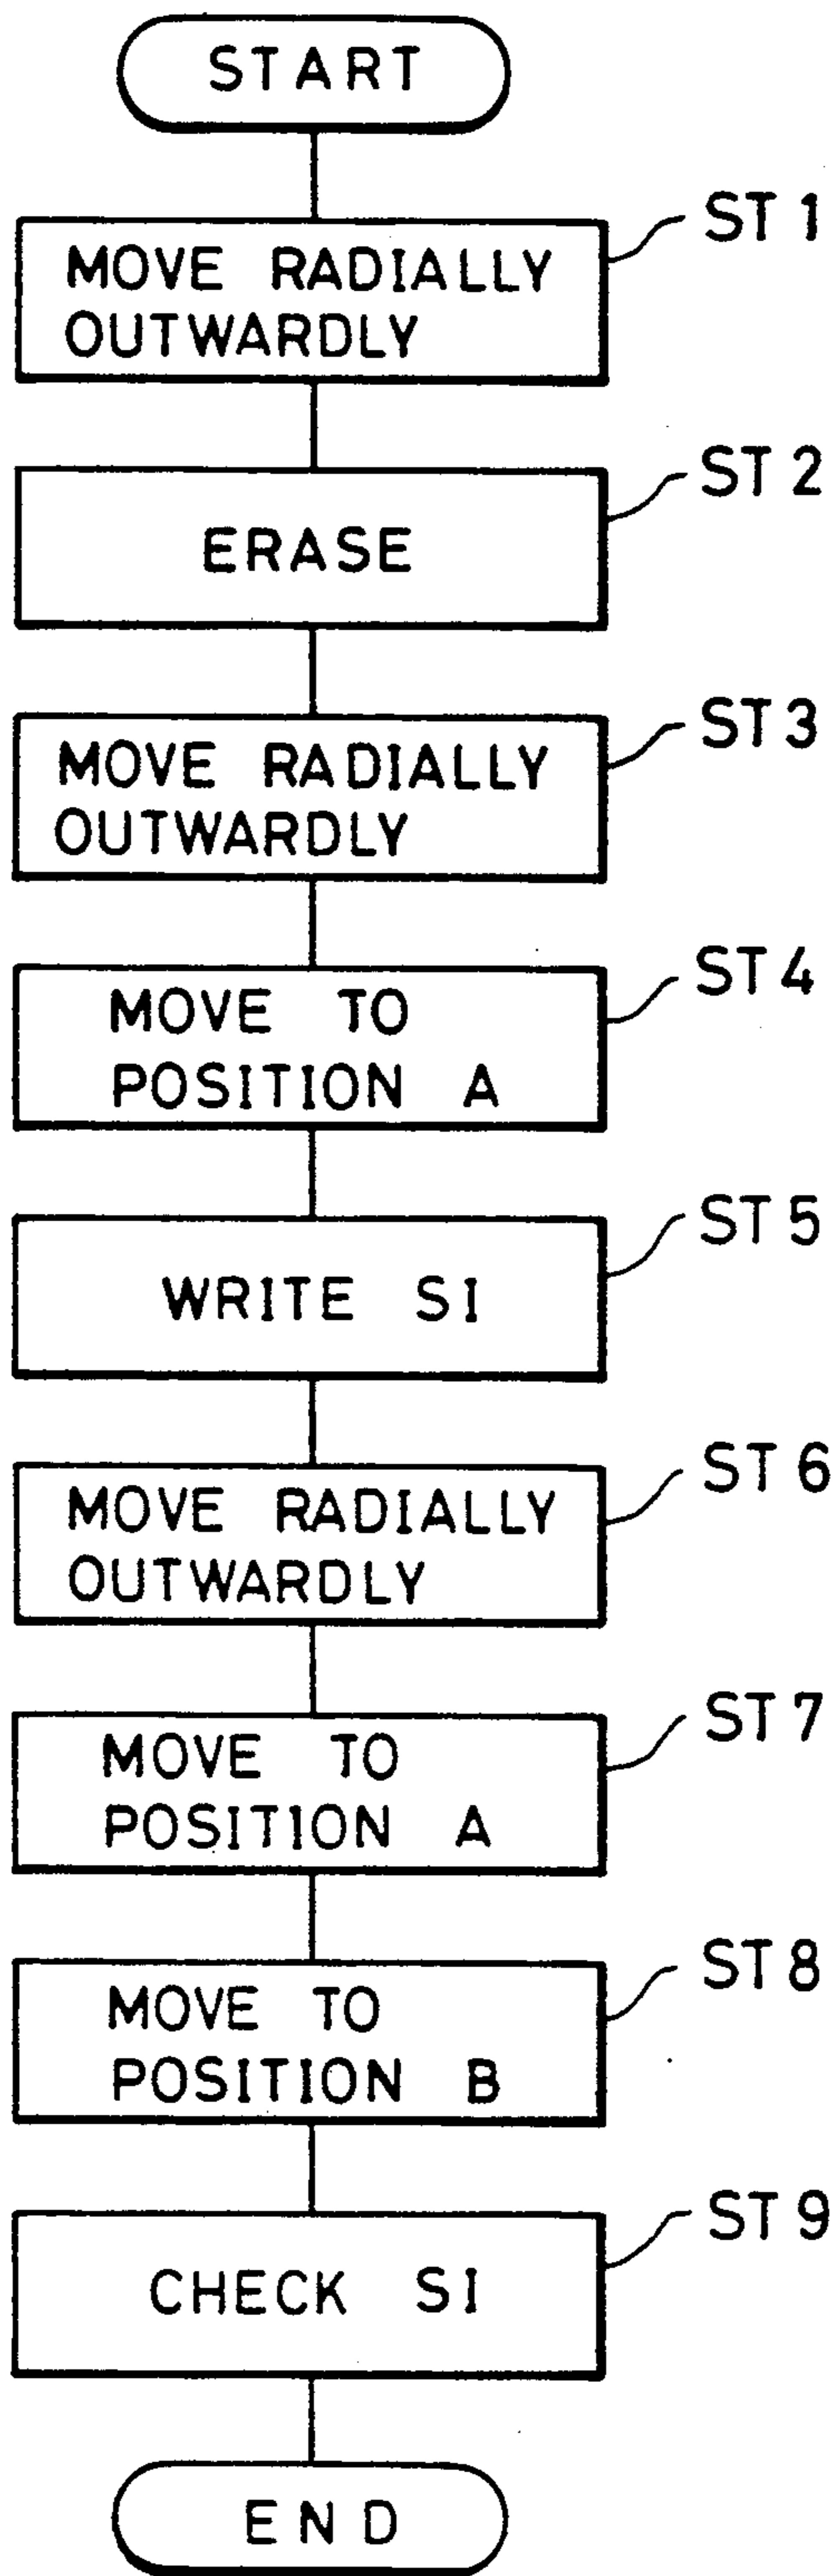 START
ST1
MOVE RADIALLY
OUTWARDLY
ST2
ERASE
ST3
MOVE RADIALLY
OUTWARDLY
ST4
MOVE TO
POSITION A
ST5
WRITE SI
ST6
MOVE RADIALLY
OUTWARDLY
ST7
MOVE TO
POSITION A
ST8
MOVE TO
POSITION B
ST9
CHECK SI
END